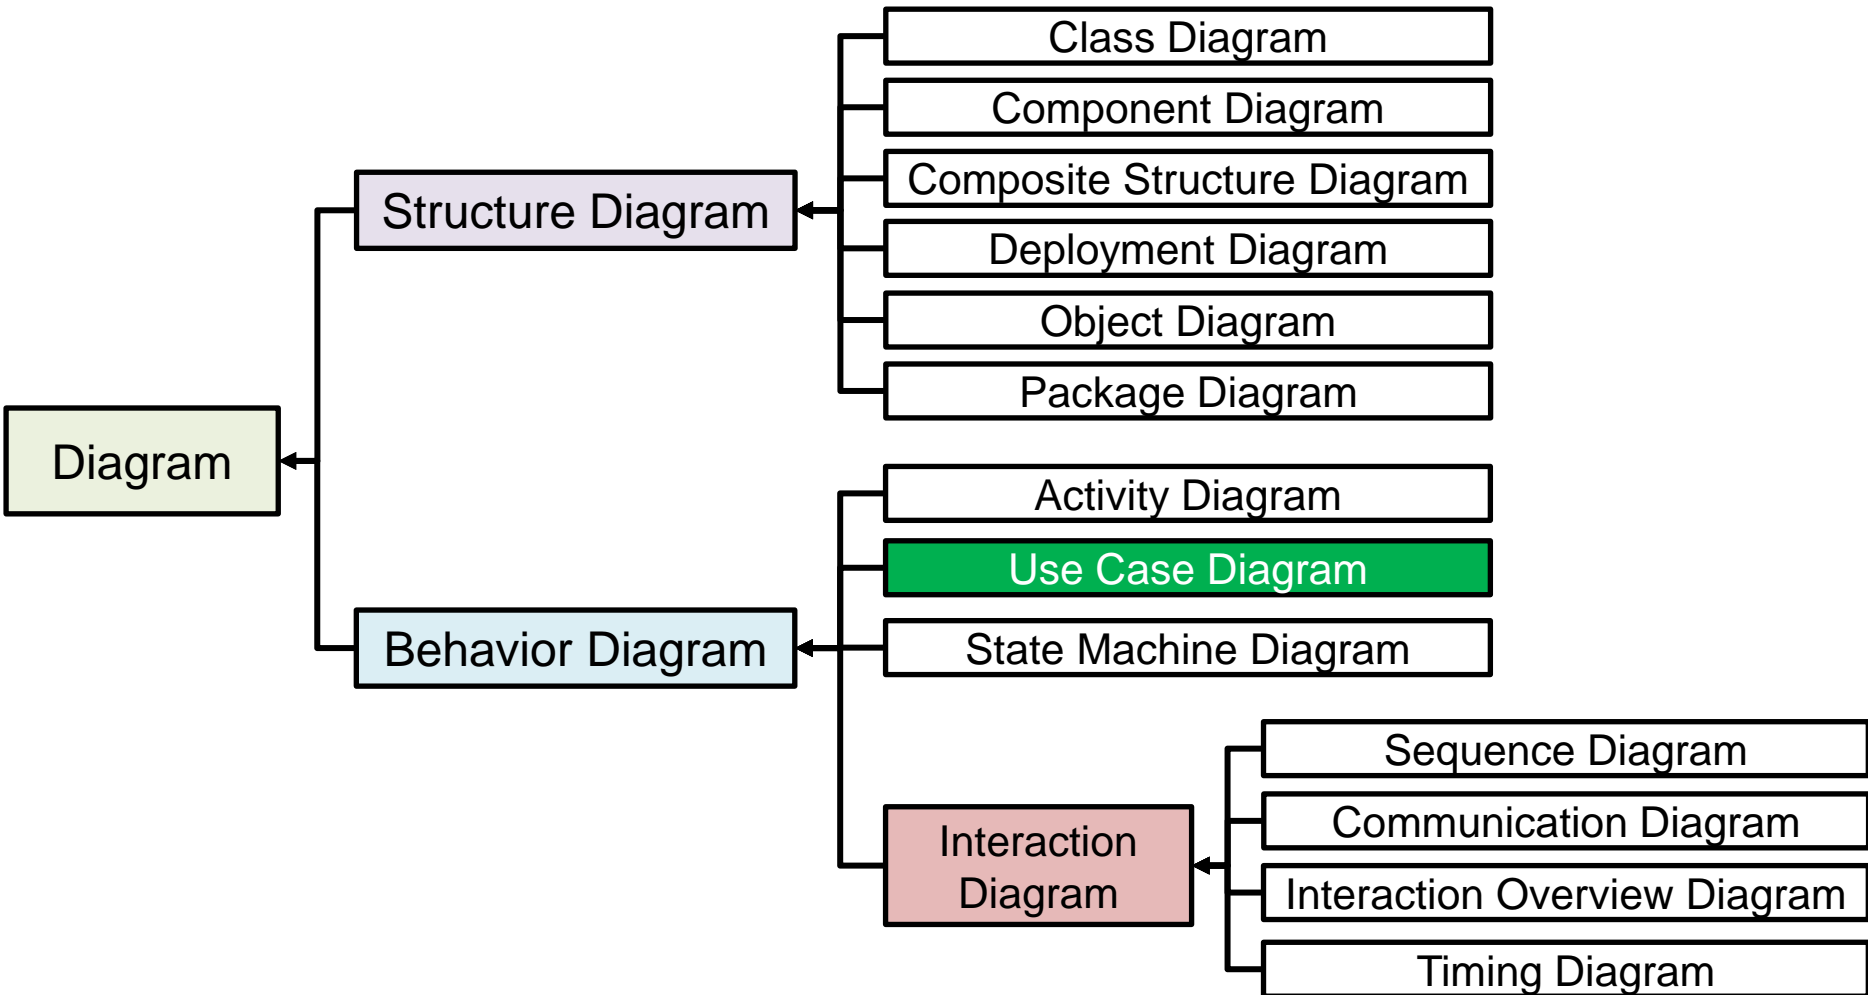 Class Diagram
Component Diagram
Composite Structure Diagram
Structure Diagram
Deployment Diagram
Object Diagram
Package Diagram
Diagram
Activity Diagram
Use Case Diagram
Behavior Diagram
State Machine Diagram
Sequence Diagram
Communication Diagram
Interaction
Diagram
Interaction Overview Diagram
Timing Diagram